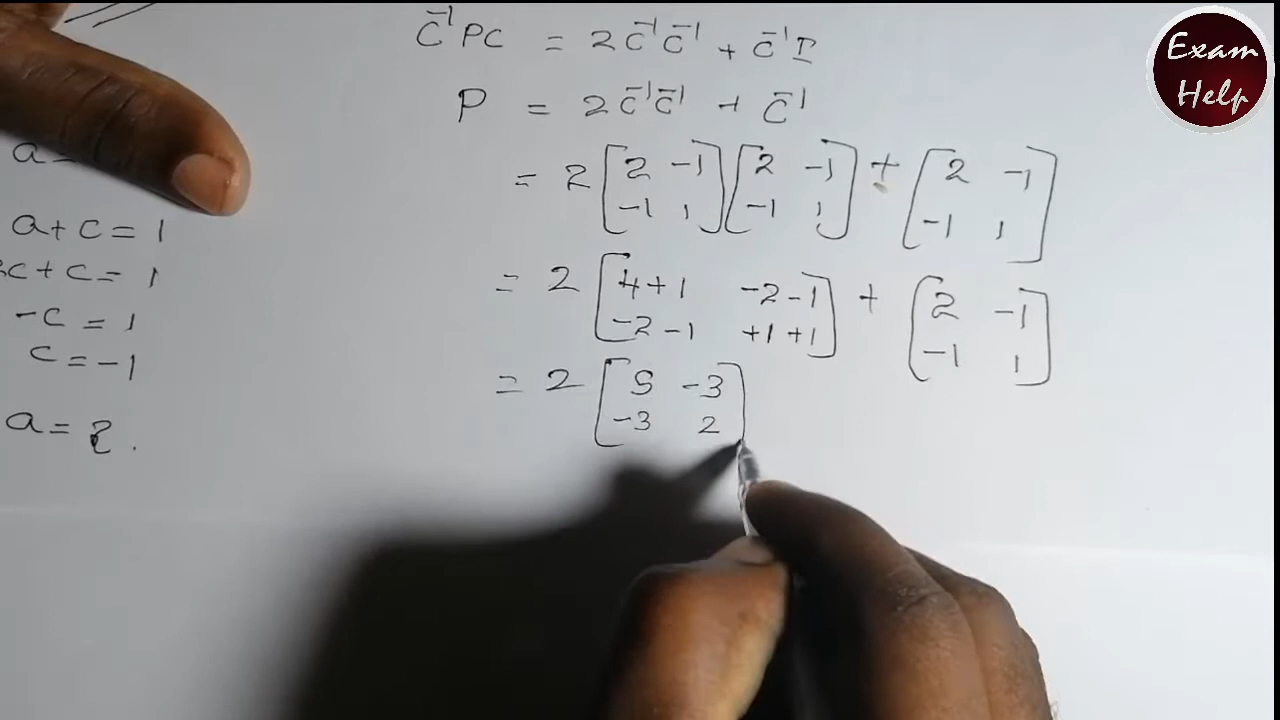 C⁻¹PC = 2C⁻¹C⁻¹ + C⁻¹I
P = 2C⁻¹C⁻¹ + C⁻¹
= 2 [2 -1] [2 -1] + [2 -1]
[-1 1] [-1 1] [-1 1]
= 2 [4+1 -2-1] + [2 -1]
[-2-1 +1+1] [-1 1]
= 2 [5 -3]
[-3 2]
a=
a+c=1
c+c=1
-c=1
c=-1
a=2.
Exam
Help